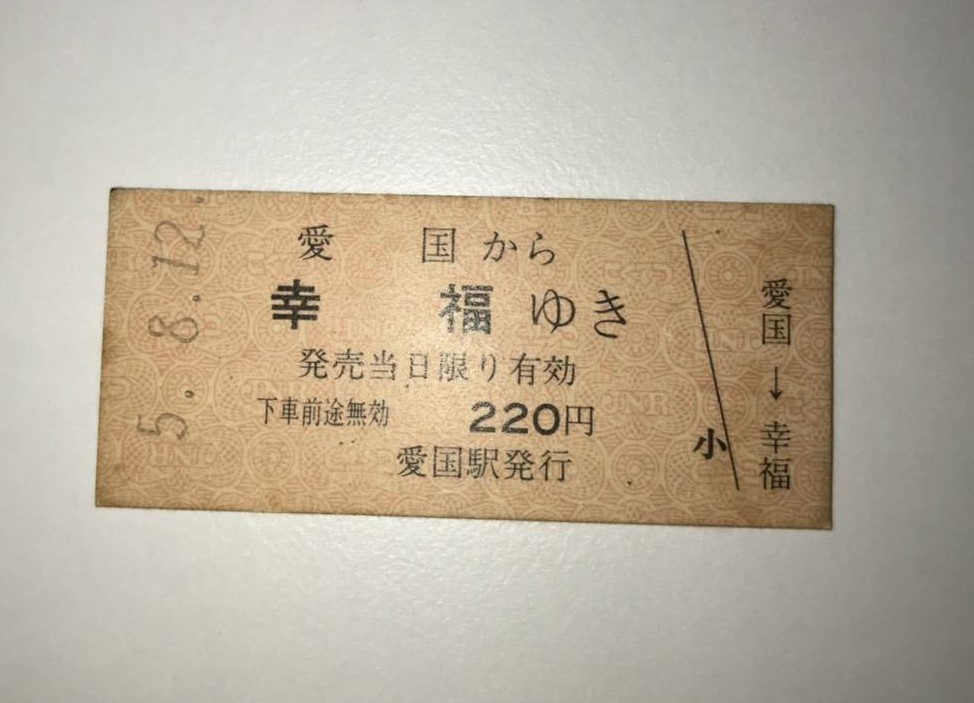 5. 8. 12.
愛国から
幸福ゆき
発売当日限り有効
下車前途無効 220円
愛国駅発行
小
愛国→幸福